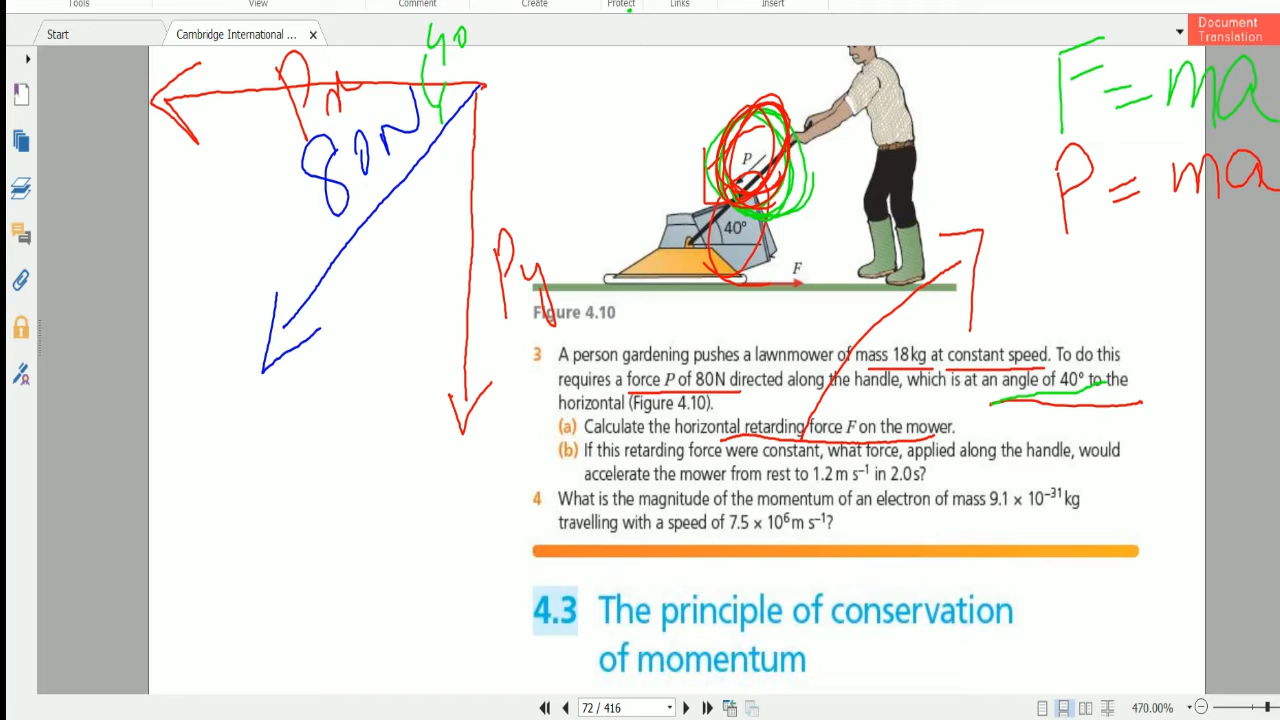 Tools View Comment Create Protect Links Insert
Start
Cambridge International ... x
Document
Translation
40
Px
80N
Py
F=ma
P=ma
P
40°
F
Figure 4.10
3 A person gardening pushes a lawnmower of mass 18 kg at constant speed. To do this
requires a force P of 80N directed along the handle, which is at an angle of 40° to the
horizontal (Figure 4.10).
(a) Calculate the horizontal retarding force F on the mower.
(b) If this retarding force were constant, what force, applied along the handle, would
accelerate the mower from rest to 1.2 m s⁻¹ in 2.0 s?
4 What is the magnitude of the momentum of an electron of mass 9.1 × 10⁻³¹ kg
travelling with a speed of 7.5 × 10⁶ m s⁻¹?
4.3 The principle of conservation
of momentum
72 / 416
470.00%